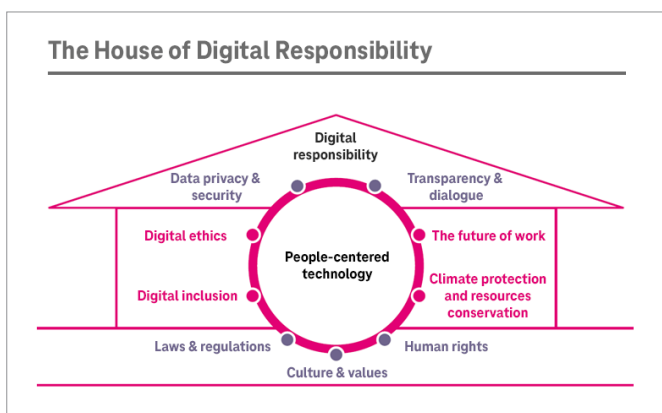 The House of Digital Responsibility
Digital
responsibility
Data privacy &
security
Transparency &
dialogue
Digital ethics
The future of work
People-centered
technology
Digital inclusion
Climate protection
and resources
conservation
Laws & regulations
Human rights
Culture & values